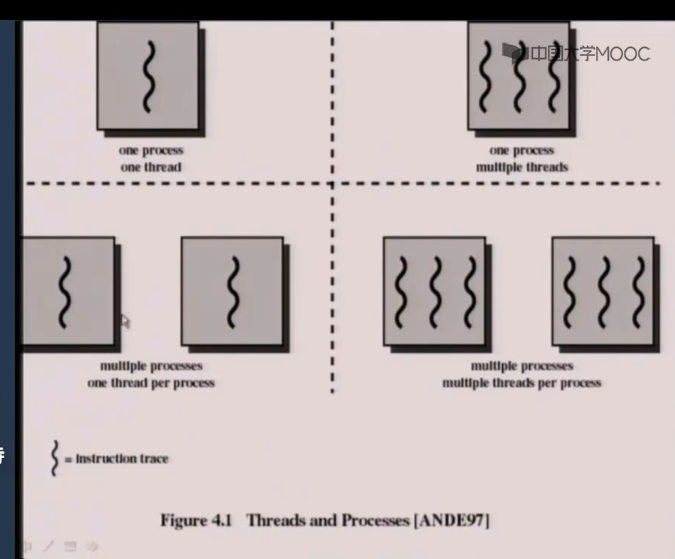 中国大学MOOC
one process
one thread
one process
multiple threads
multiple processes
one thread per process
multiple processes
multiple threads per process
= instruction trace
Figure 4.1 Threads and Processes [ANDE97]